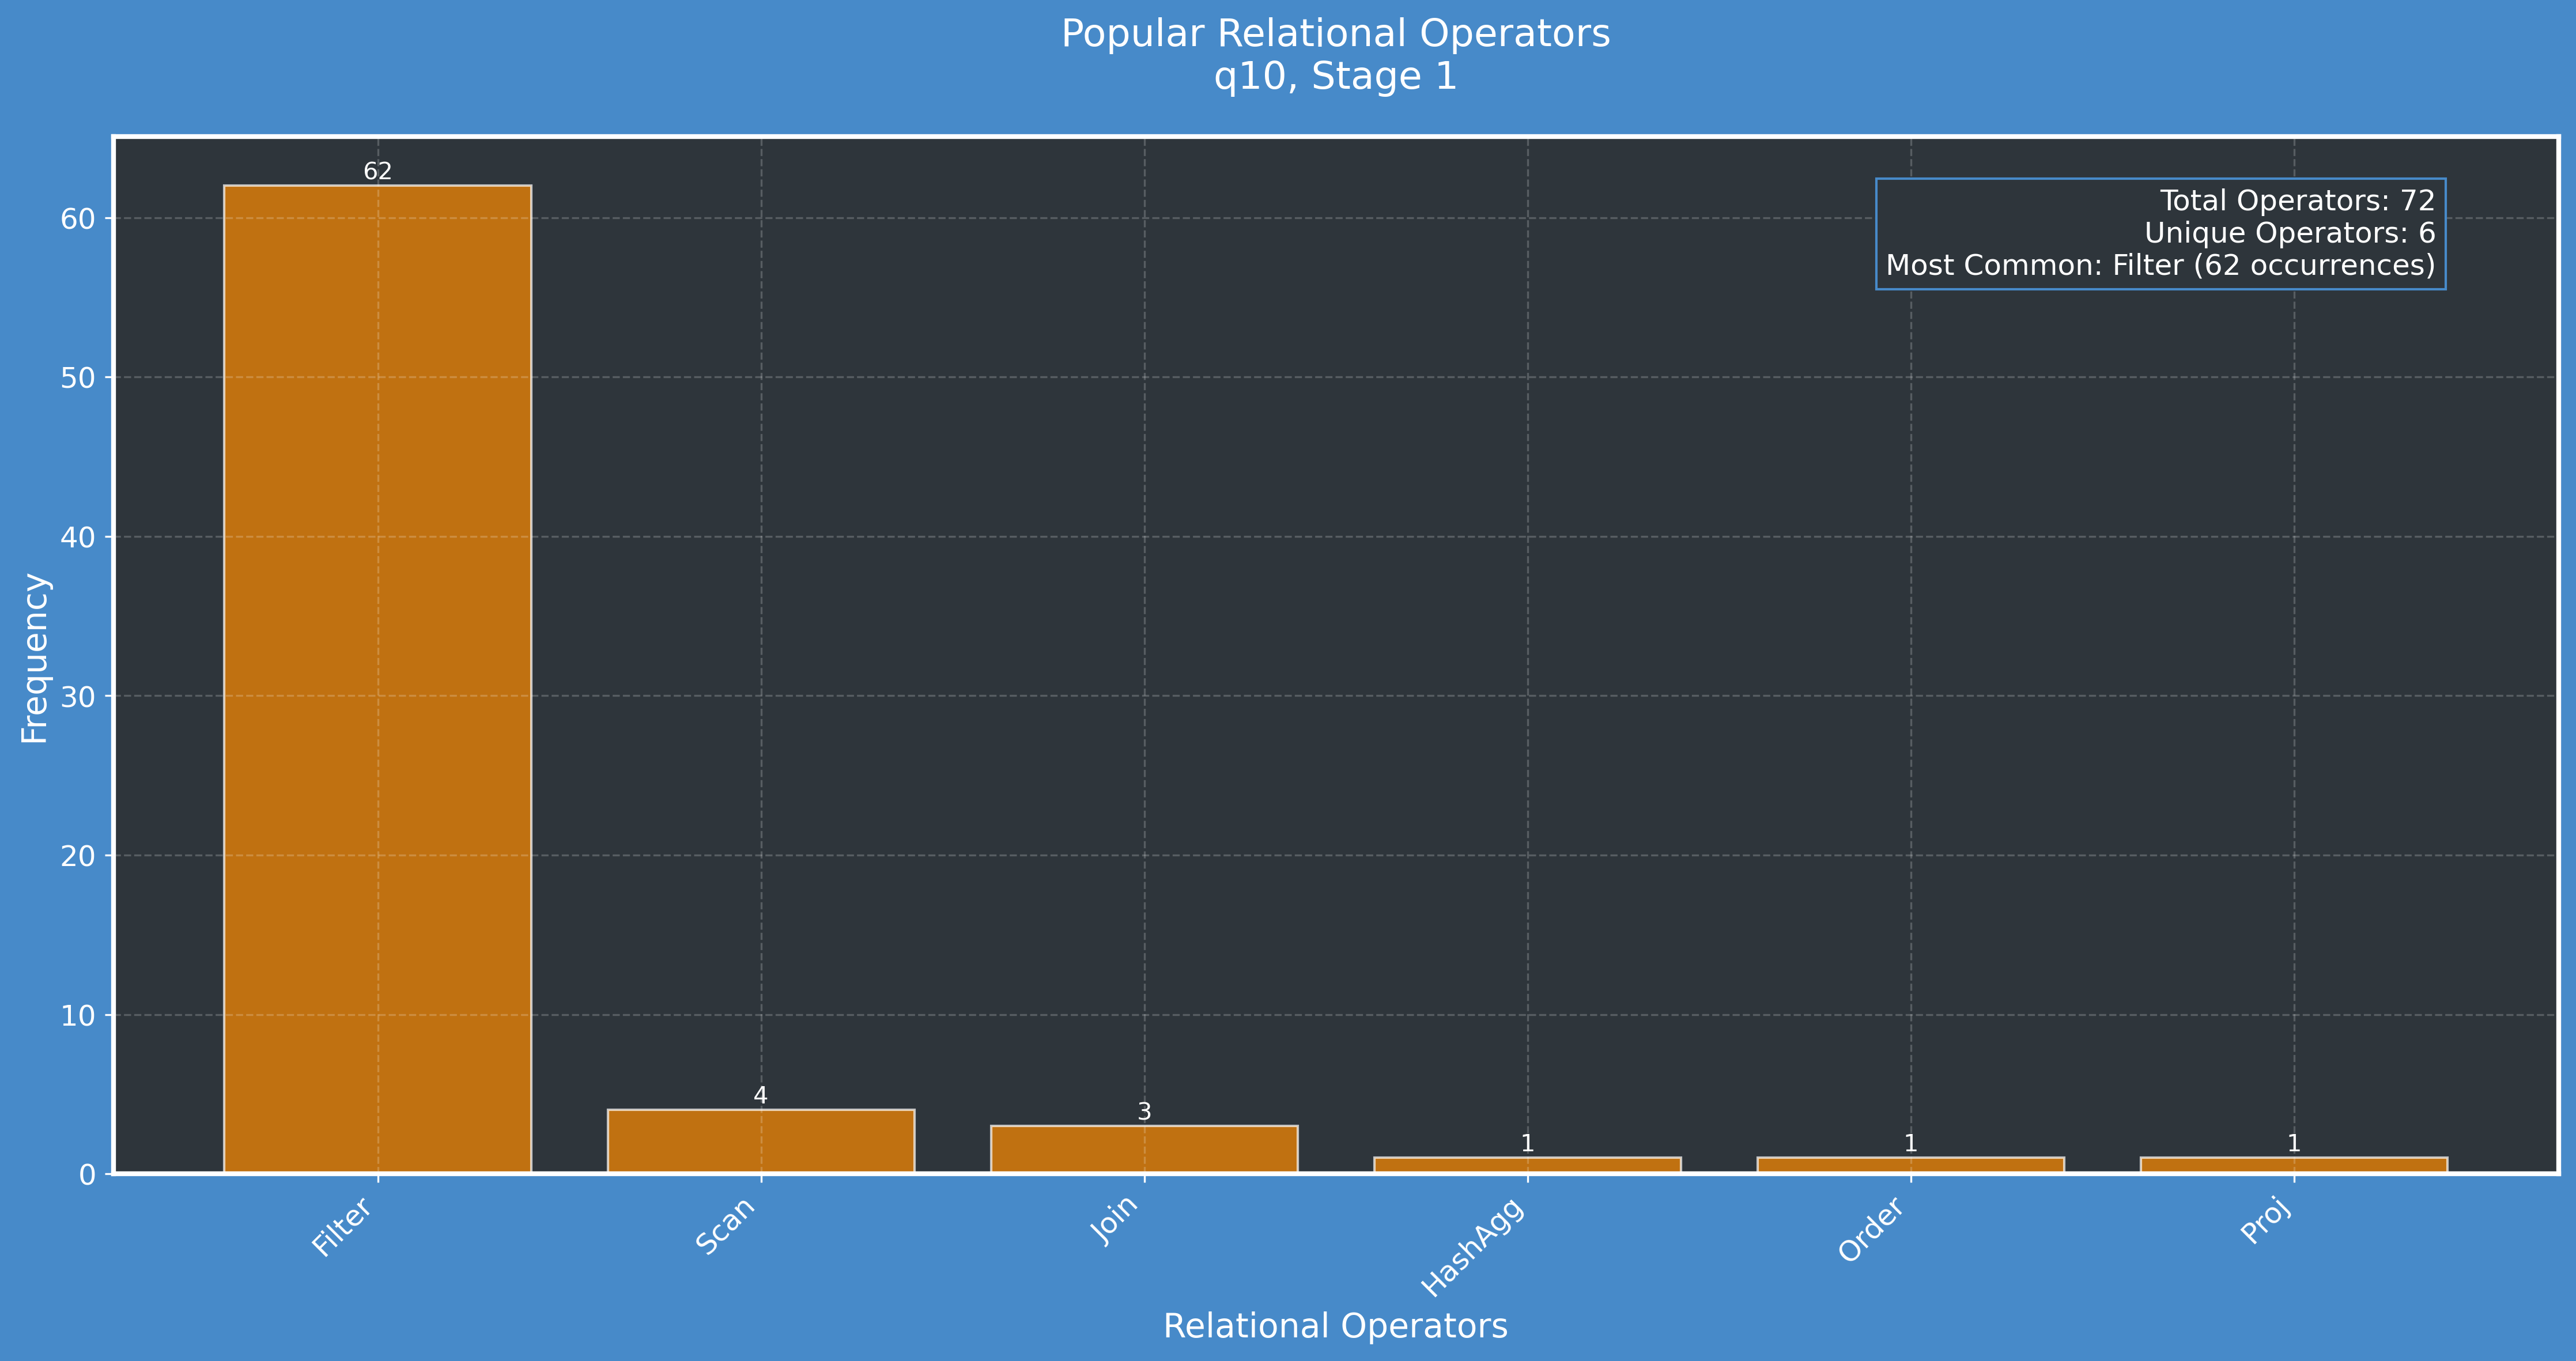 Popular Relational Operators
q10, Stage 1
62
Total Operators: 72
Unique Operators: 6
Most Common: Filter (62 occurrences)
60
50
40
30
20
10
0
Frequency
4
3
1
1
1
Filter
Scan
Join
HashAgg
Order
Proj
Relational Operators